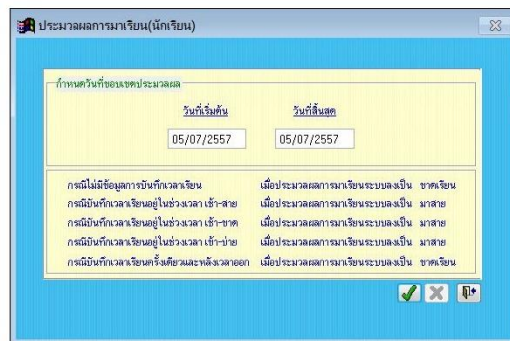 ประมวลผลการมาเรียน(นักเรียน)
กำหนดวันที่ขอบเขตประมวลผล
วันที่เริ่มต้น วันที่สิ้นสุด
05/07/2557 05/07/2557
กรณีไม่มีข้อมูลการบันทึกเวลาเรียน เมื่อประมวลผลการมาเรียนระบบลงเป็น ขาดเรียน
กรณีบันทึกเวลาเรียนอยู่ในช่วงเวลา เช้า-สาย เมื่อประมวลผลการมาเรียนระบบลงเป็น มาสาย
กรณีบันทึกเวลาเรียนอยู่ในช่วงเวลา เช้า-ขาด เมื่อประมวลผลการมาเรียนระบบลงเป็น มาสาย
กรณีบันทึกเวลาเรียนอยู่ในช่วงเวลา เช้า-บ่าย เมื่อประมวลผลการมาเรียนระบบลงเป็น มาสาย
กรณีบันทึกเวลาเรียนครั้งเดียวและหลังเวลาออก เมื่อประมวลผลการมาเรียนระบบลงเป็น ขาดเรียน